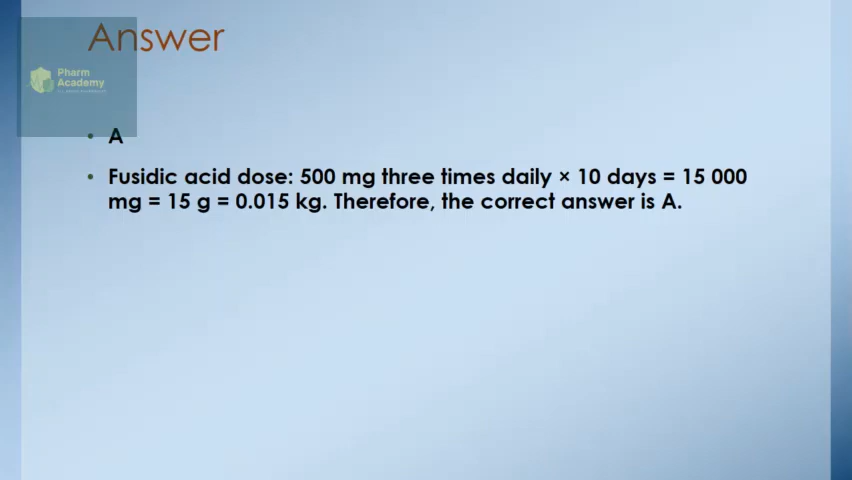 Answer
Pharm
Academy
• A
• Fusidic acid dose: 500 mg three times daily × 10 days = 15 000
mg = 15 g = 0.015 kg. Therefore, the correct answer is A.